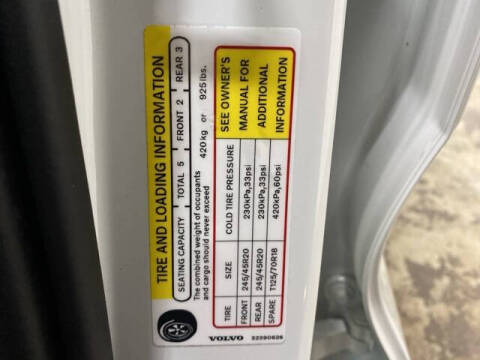 TIRE AND LOADING INFORMATION
SEATING CAPACITY TOTAL 5 FRONT 2 REAR 3
The combined weight of occupants
and cargo should never exceed 420kg or 925lbs.
TIRE SIZE COLD TIRE PRESSURE
FRONT 245/45R20 230kPa,33psi
REAR 245/45R20 230kPa,33psi
SPARE T125/70R18 420kPa,60psi
SEE OWNER'S
MANUAL FOR
ADDITIONAL
INFORMATION
VOLVO